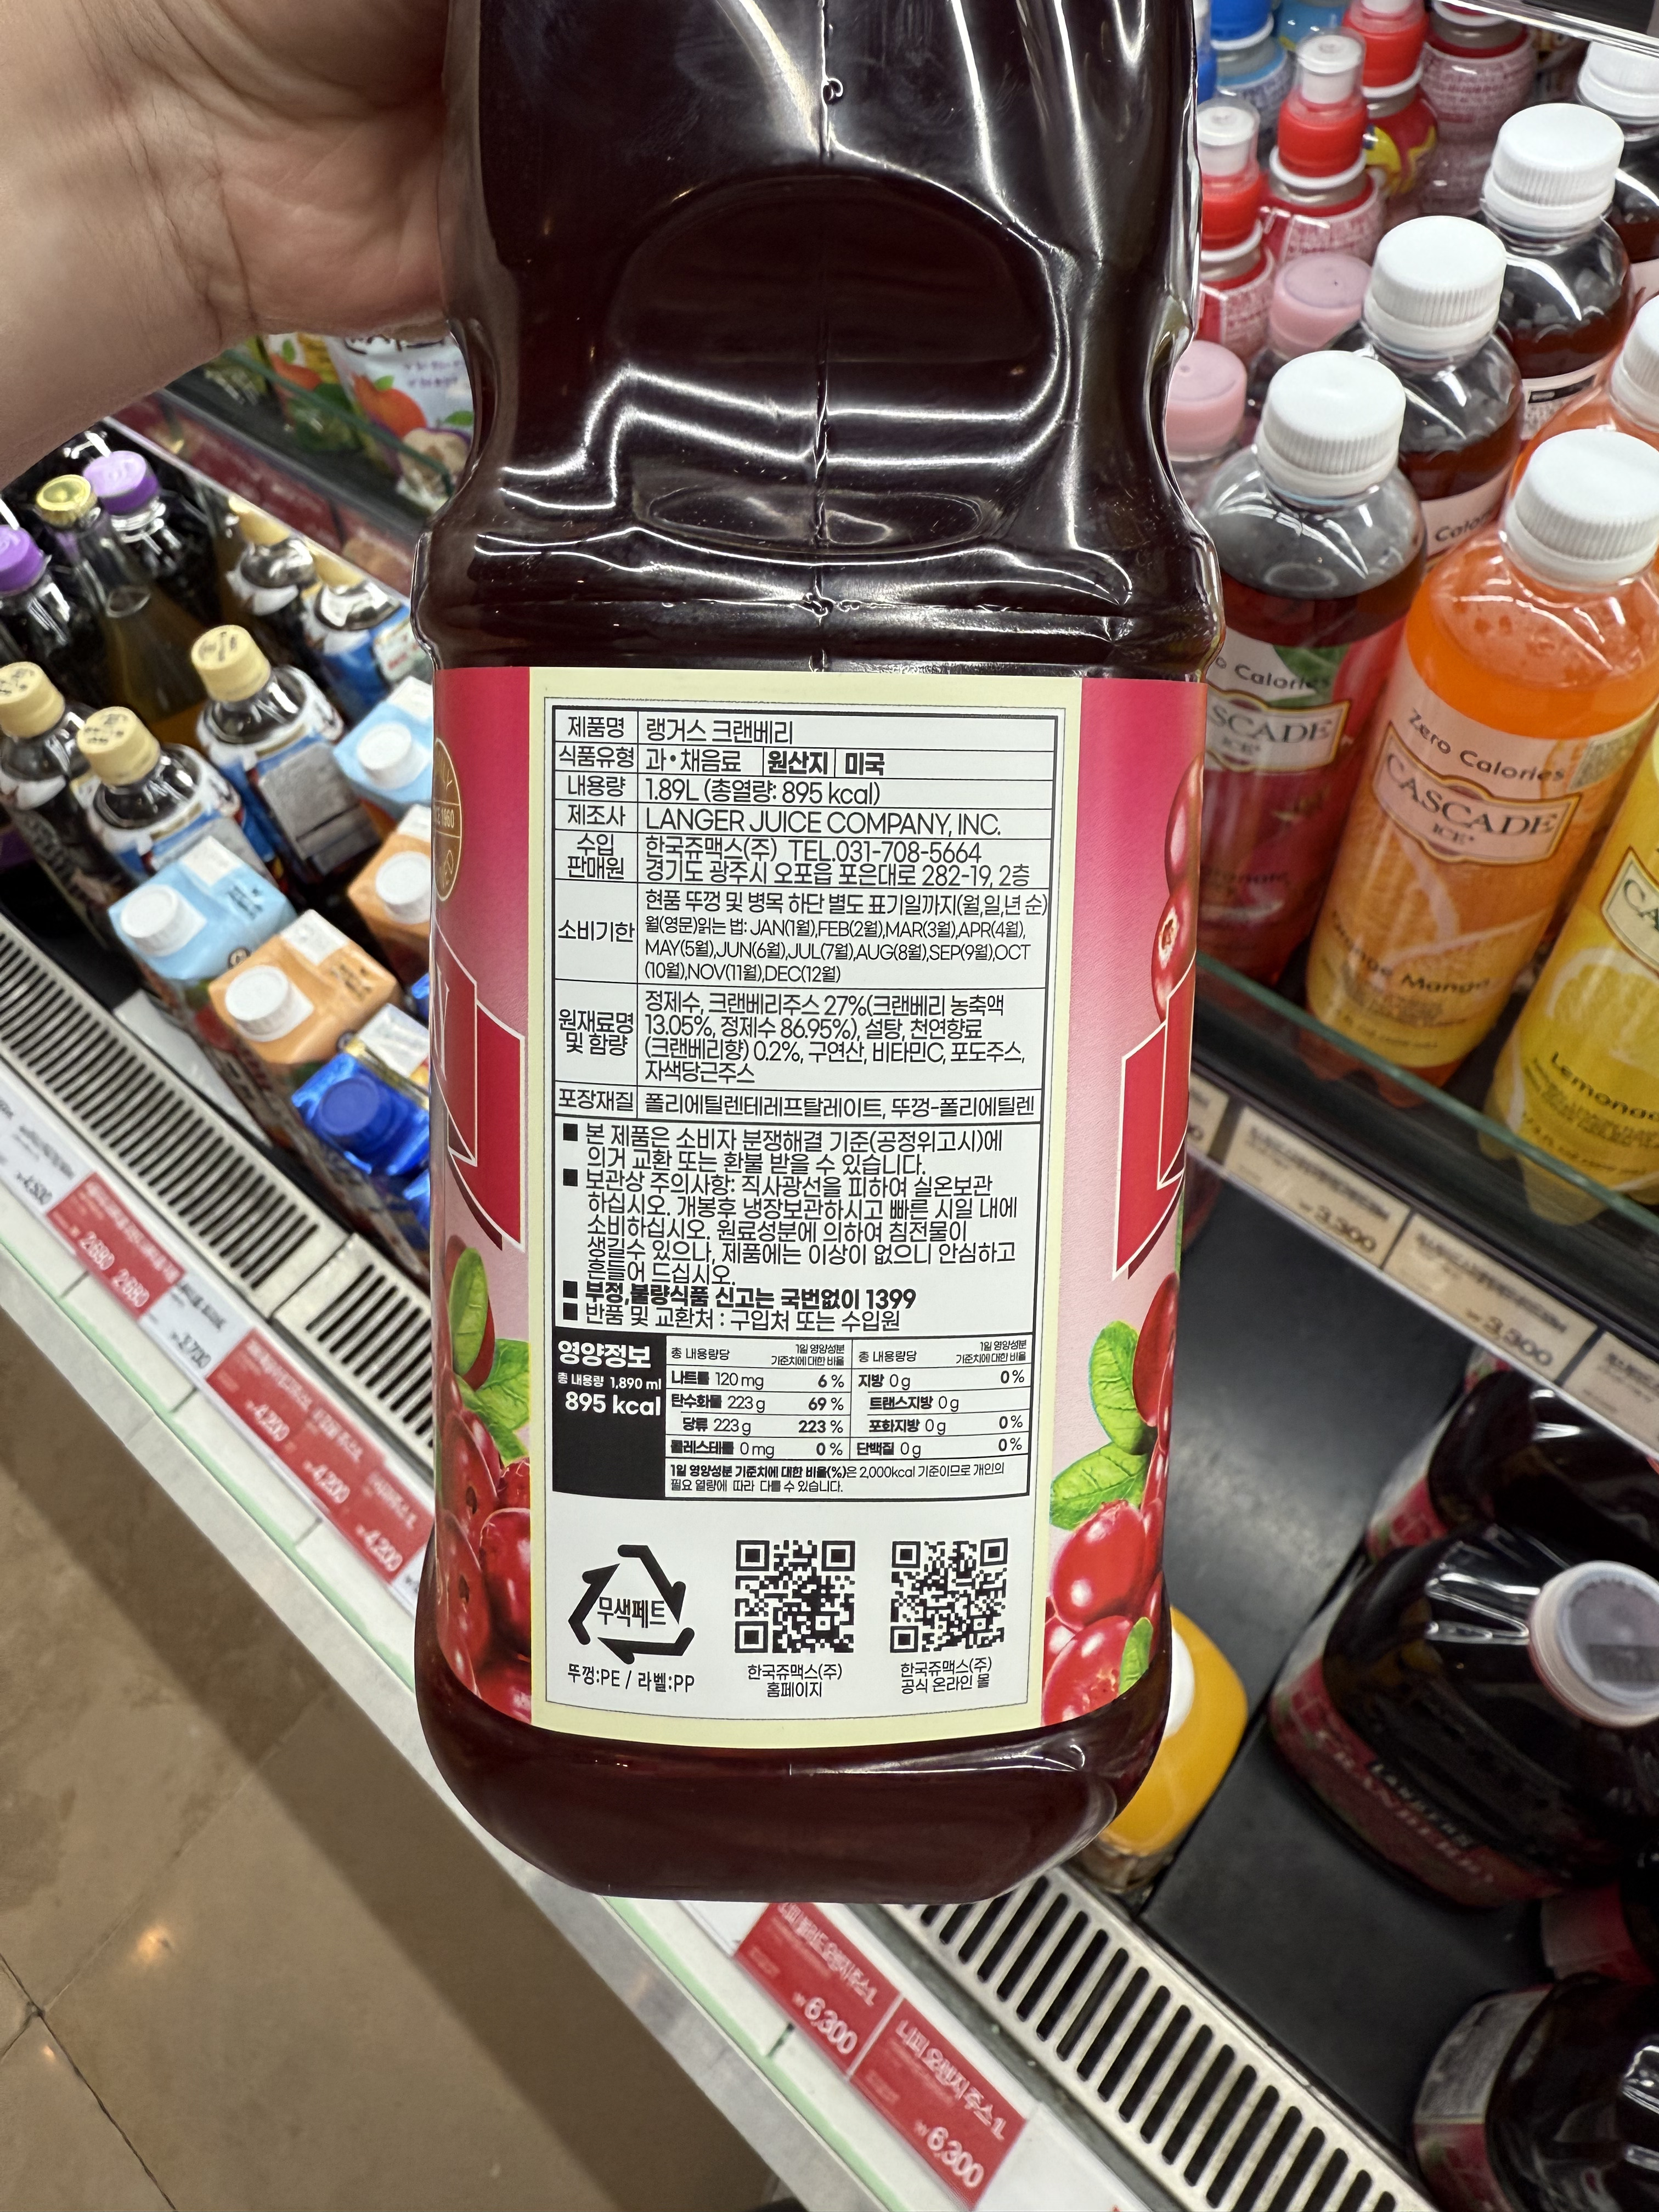 제품명 랭거스 크랜베리
식품유형 과•채음료 원산지 미국
내용량 1.89L (총열량: 895 kcal)
제조사 LANGER JUICE COMPANY, INC.
수입 판매원 한국쥬맥스(주) TEL.031-708-5664
경기도 광주시 오포읍 포은대로 282-19, 2층
소비기한 현품 뚜껑 및 병목 하단 별도 표기일까지(월,일,년 순)
월(영문)읽는 법: JAN(1월),FEB(2월),MAR(3월),APR(4월),
MAY(5월),JUN(6월),JUL(7월),AUG(8월),SEP(9월),OCT
(10월),NOV(11월),DEC(12월)
원재료명 및 함량 정제수, 크랜베리주스 27%(크랜베리 농축액
13.05%, 정제수 86.95%), 설탕, 천연향료
(크랜베리향) 0.2%, 구연산, 비타민C, 포도주스,
자색당근주스
포장재질 폴리에틸렌테레프탈레이트, 뚜껑-폴리에틸렌
■ 본 제품은 소비자 분쟁해결 기준(공정위고시)에
의거 교환 또는 환불 받을 수 있습니다.
■ 보관상 주의사항: 직사광선을 피하여 실온보관
하십시오. 개봉후 냉장보관하시고 빠른 시일 내에
소비하십시오. 원료성분에 의하여 침전물이
생길수 있으나, 제품에는 이상이 없으니 안심하고
흔들어 드십시오.
■ 부정,불량식품 신고는 국번없이 1399
■ 반품 및 교환처 : 구입처 또는 수입원
영양정보
총 내용량 1,890 ml
895 kcal
총 내용량당 1일 영양성분 기준치에 대한 비율 총 내용량당 1일 영양성분 기준치에 대한 비율
나트륨 120 mg 6 % 지방 0 g 0 %
탄수화물 223 g 69 % 트랜스지방 0 g
당류 223 g 223 % 포화지방 0 g 0 %
콜레스테롤 0 mg 0 % 단백질 0 g 0 %
1일 영양성분 기준치에 대한 비율(%)은 2,000kcal 기준이므로 개인의
필요 열량에 따라 다를 수 있습니다.
무색페트
뚜껑:PE / 라벨:PP
한국쥬맥스(주)
홈페이지
한국쥬맥스(주)
공식 온라인 몰
Zero Calories
CASCADE
ICE
Orange Mango
Calories
SCADE
ICE
Lemonad
LANGERS
4,500
2,680
2,680
3,700
4,200
4,200
4,200
3,300
3,300
6,300
6,300